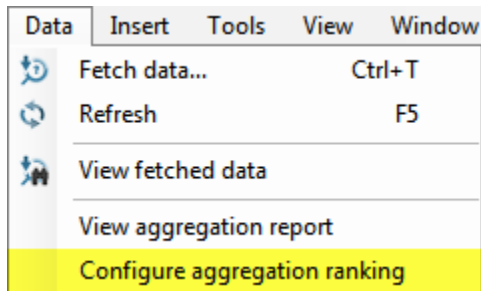 Data Insert Tools View Window
Fetch data... Ctrl+T
Refresh F5
View fetched data
View aggregation report
Configure aggregation ranking